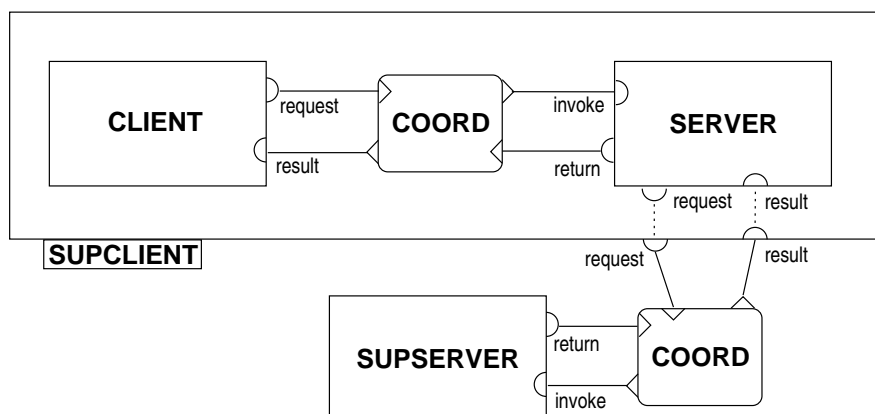 request
invoke
CLIENT
COORD
SERVER
result
return
request
result
SUPCLIENT
request
result
return
SUPSERVER
COORD
invoke